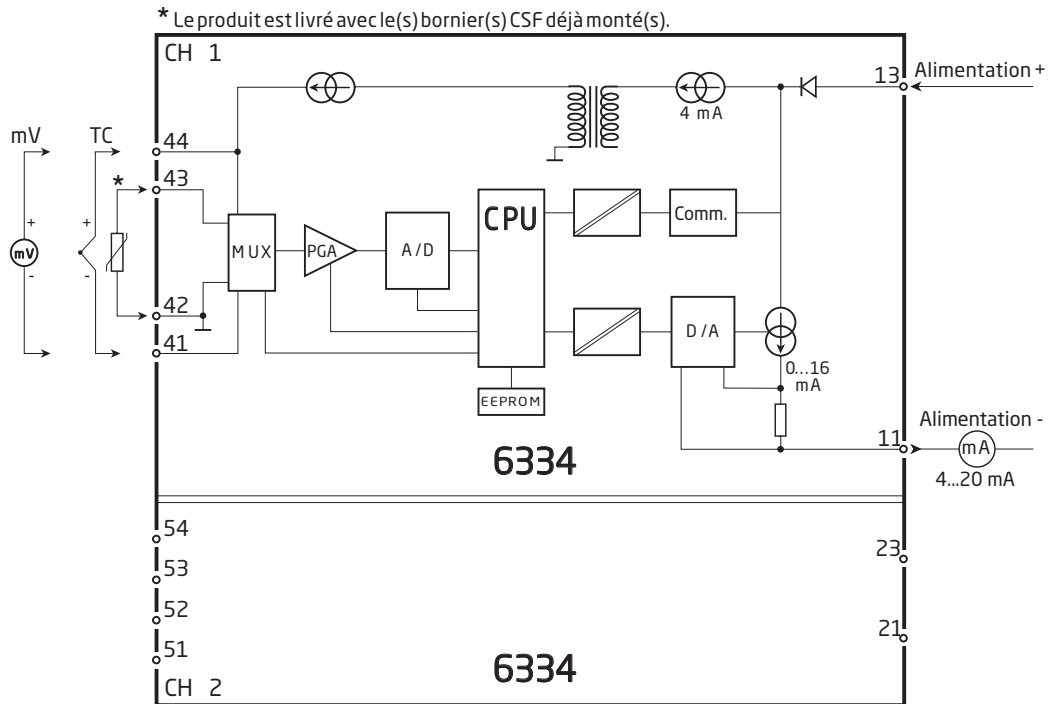 * Le produit est livré avec le(s) bornier(s) CSF déjà monté(s).
CH 1
13
Alimentation +
4 mA
mV
TC
44
*
43
+
+
mV
-
-
MUX
PGA
A/D
CPU
Comm.
42
41
D/A
0...16
mA
EEPROM
Alimentation -
11
mA
4...20 mA
6334
54
53
52
51
23
21
6334
CH 2